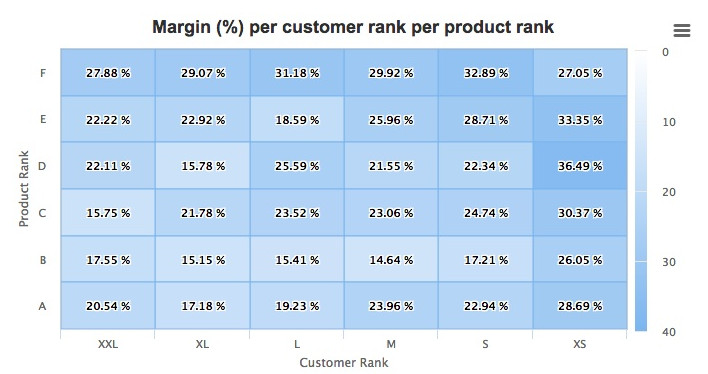 Margin (%) per customer rank per product rank
F 27.88 % 29.07 % 31.18 % 29.92 % 32.89 % 27.05 %
E 22.22 % 22.92 % 18.59 % 25.96 % 28.71 % 33.35 %
D 22.11 % 15.78 % 25.59 % 21.55 % 22.34 % 36.49 %
C 15.75 % 21.78 % 23.52 % 23.06 % 24.74 % 30.37 %
B 17.55 % 15.15 % 15.41 % 14.64 % 17.21 % 26.05 %
A 20.54 % 17.18 % 19.23 % 23.96 % 22.94 % 28.69 %
XXL XL L M S XS
Customer Rank
Product Rank
0
10
20
30
40